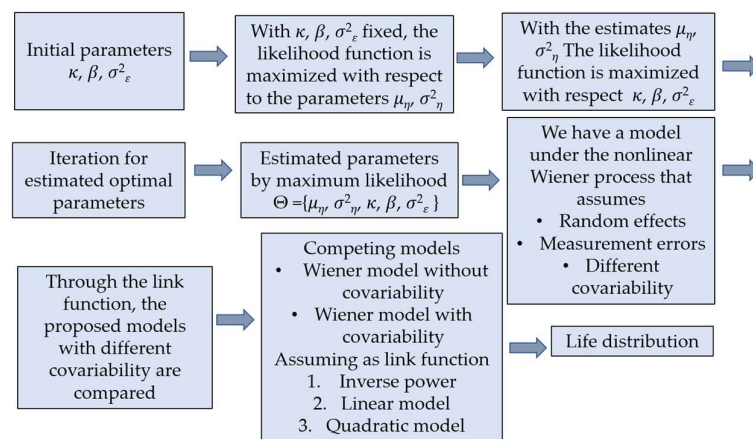 Initial parameters
κ, β, σ²ε
With κ, β, σ²ε fixed, the
likelihood function is
maximized with respect
to the parameters μη, σ²η
With the estimates μη,
σ²η The likelihood
function is maximized
with respect κ, β, σ²ε
Iteration for
estimated optimal
parameters
Estimated parameters
by maximum likelihood
Θ ={μη, σ²η, κ, β, σ²ε }
We have a model
under the nonlinear
Wiener process that
assumes
• Random effects
• Measurement errors
• Different
covariability
Through the link
function, the
proposed models
with different
covariability are
compared
Competing models
• Wiener model without
covariability
• Wiener model with
covariability
Assuming as link function
1. Inverse power
2. Linear model
3. Quadratic model
Life distribution